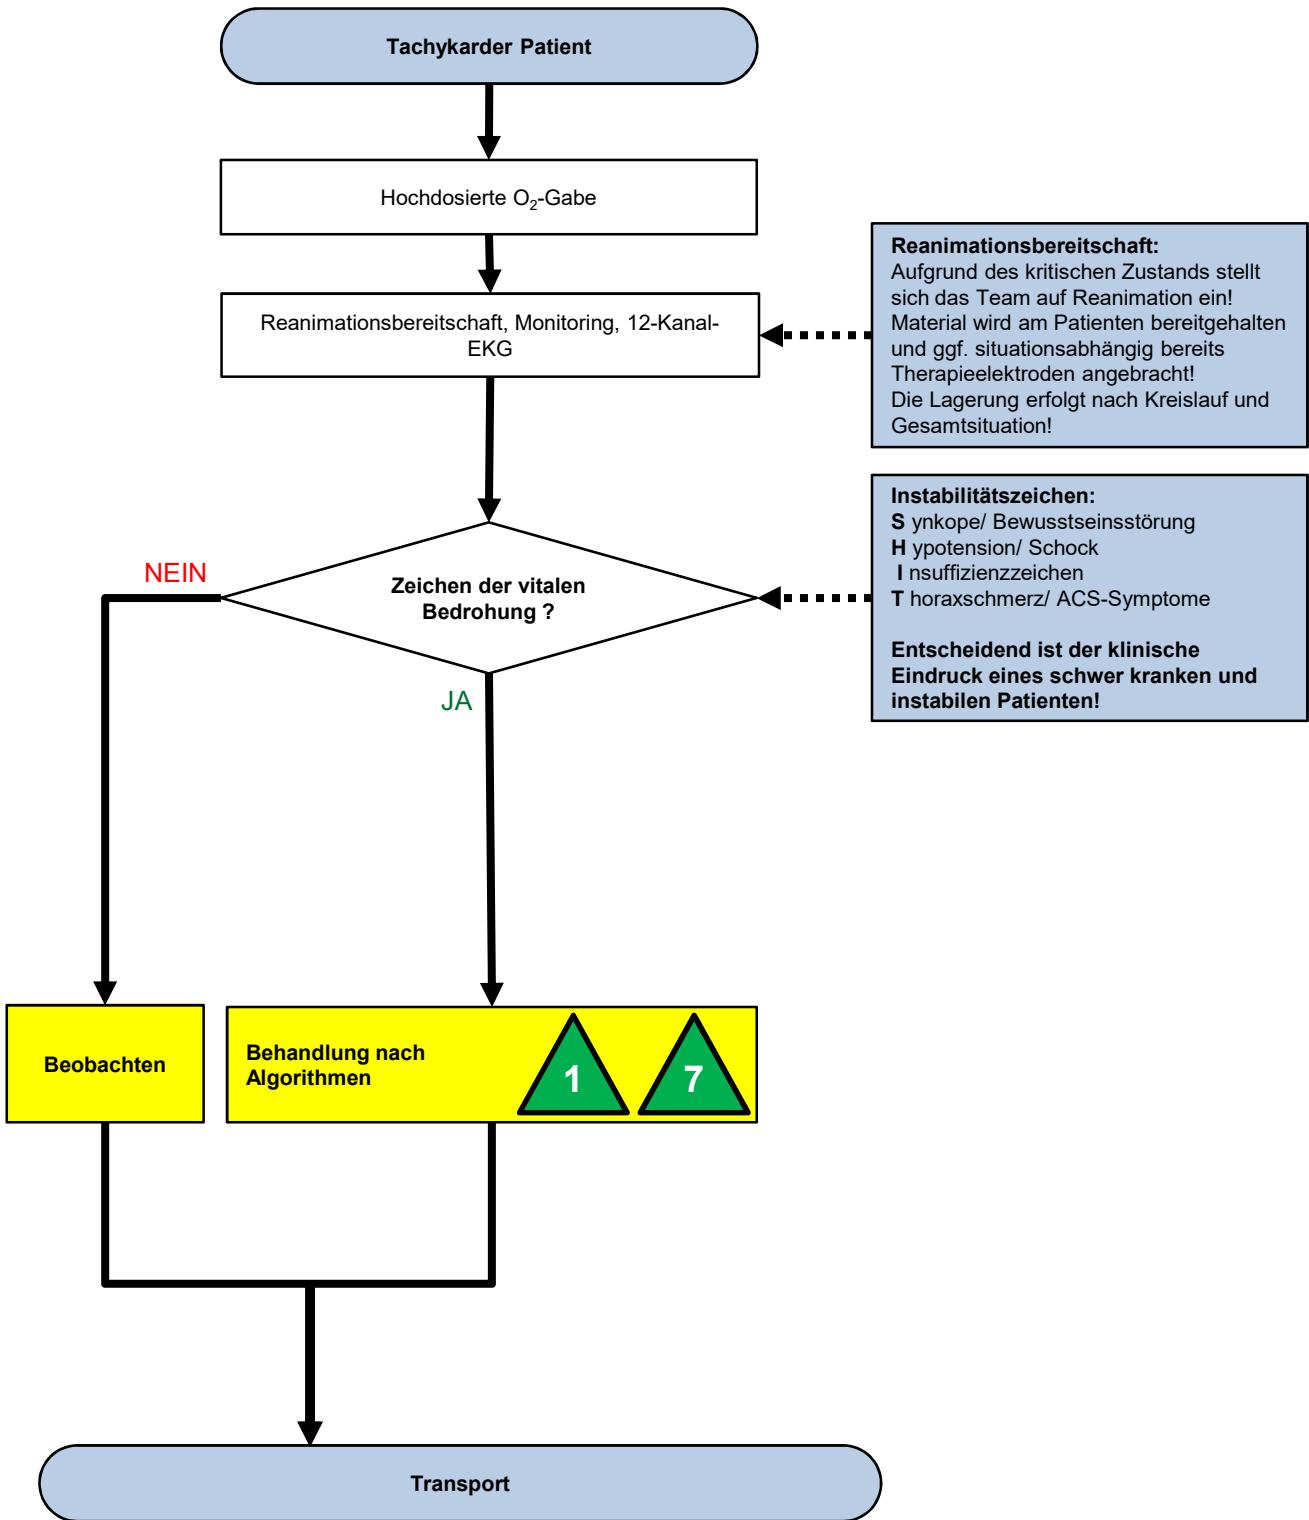 Tachykarder Patient
Hochdosierte O₂-Gabe
Reanimationsbereitschaft, Monitoring, 12-Kanal-
EKG
Reanimationsbereitschaft:
Aufgrund des kritischen Zustands stellt
sich das Team auf Reanimation ein!
Material wird am Patienten bereitgehalten
und ggf. situationsabhängig bereits
Therapieelektroden angebracht!
Die Lagerung erfolgt nach Kreislauf und
Gesamtsituation!
Instabilitätszeichen:
S ynkope/ Bewusstseinsstörung
H ypotension/ Schock
I nsuffizienzzeichen
T horaxschmerz/ ACS-Symptome
Entscheidend ist der klinische
Eindruck eines schwer kranken und
instabilen Patienten!
NEIN
Zeichen der vitalen
Bedrohung ?
JA
Beobachten
Behandlung nach
Algorithmen
1
7
Transport